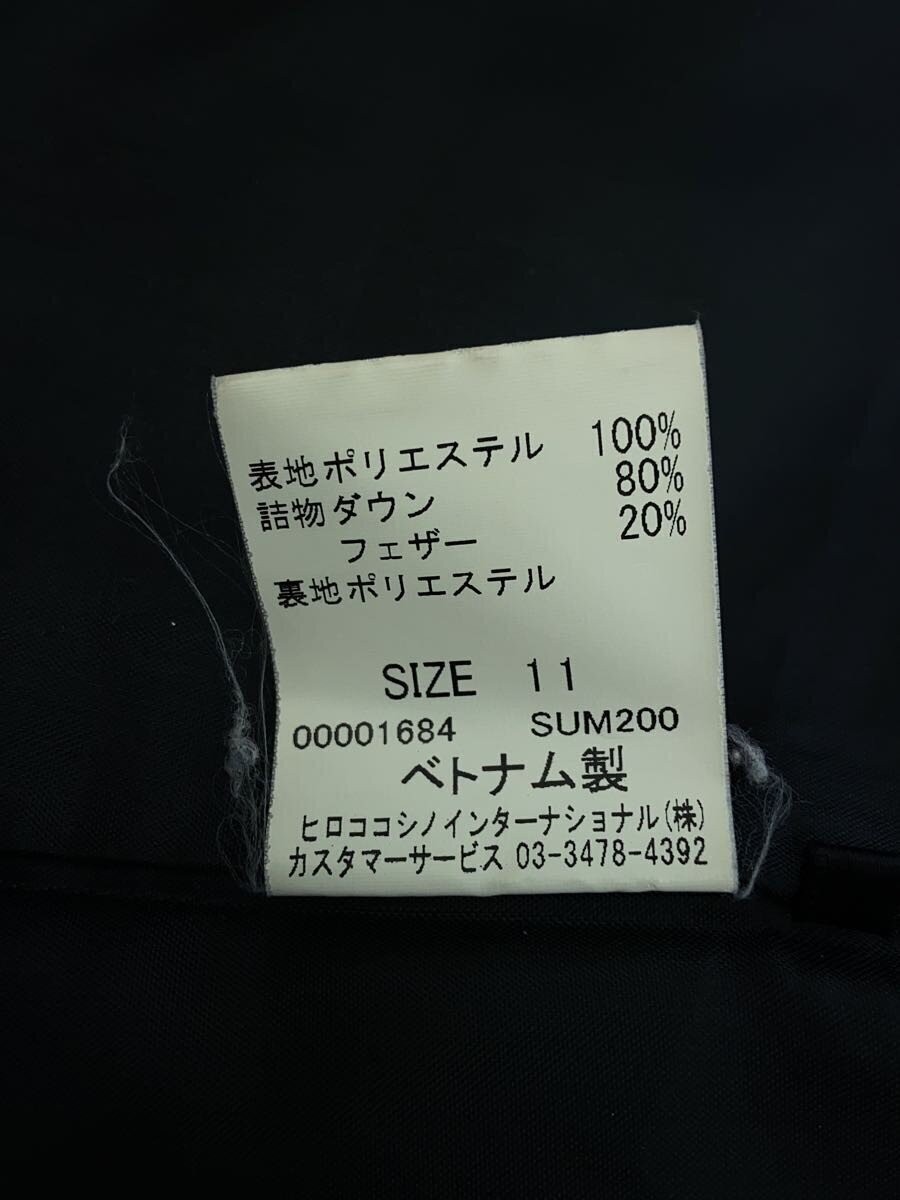 表地ポリエステル 100%
詰物ダウン 80%
フェザー 20%
裏地ポリエステル
SIZE 11
00001684 SUM200
ベトナム製
ヒロココシノインターナショナル(株)
カスタマーサービス 03-3478-4392